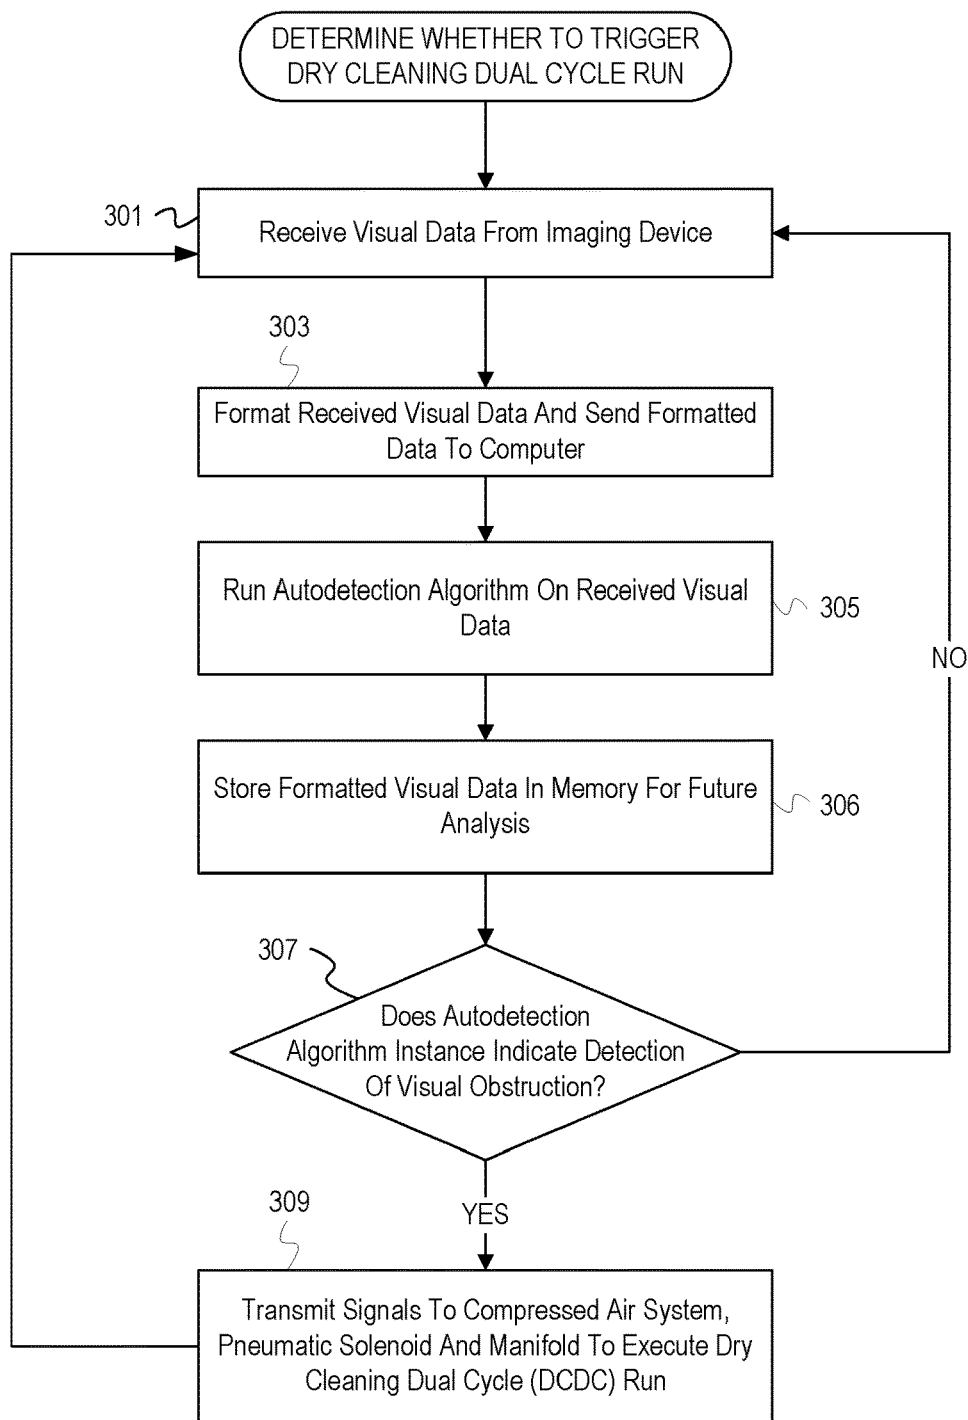 DETERMINE WHETHER TO TRIGGER
DRY CLEANING DUAL CYCLE RUN
301
Receive Visual Data From Imaging Device
303
Format Received Visual Data And Send Formatted
Data To Computer
Run Autodetection Algorithm On Received Visual
Data
305
NO
Store Formatted Visual Data In Memory For Future
Analysis
306
307
Does Autodetection
Algorithm Instance Indicate Detection
Of Visual Obstruction?
YES
309
Transmit Signals To Compressed Air System,
Pneumatic Solenoid And Manifold To Execute Dry
Cleaning Dual Cycle (DCDC) Run